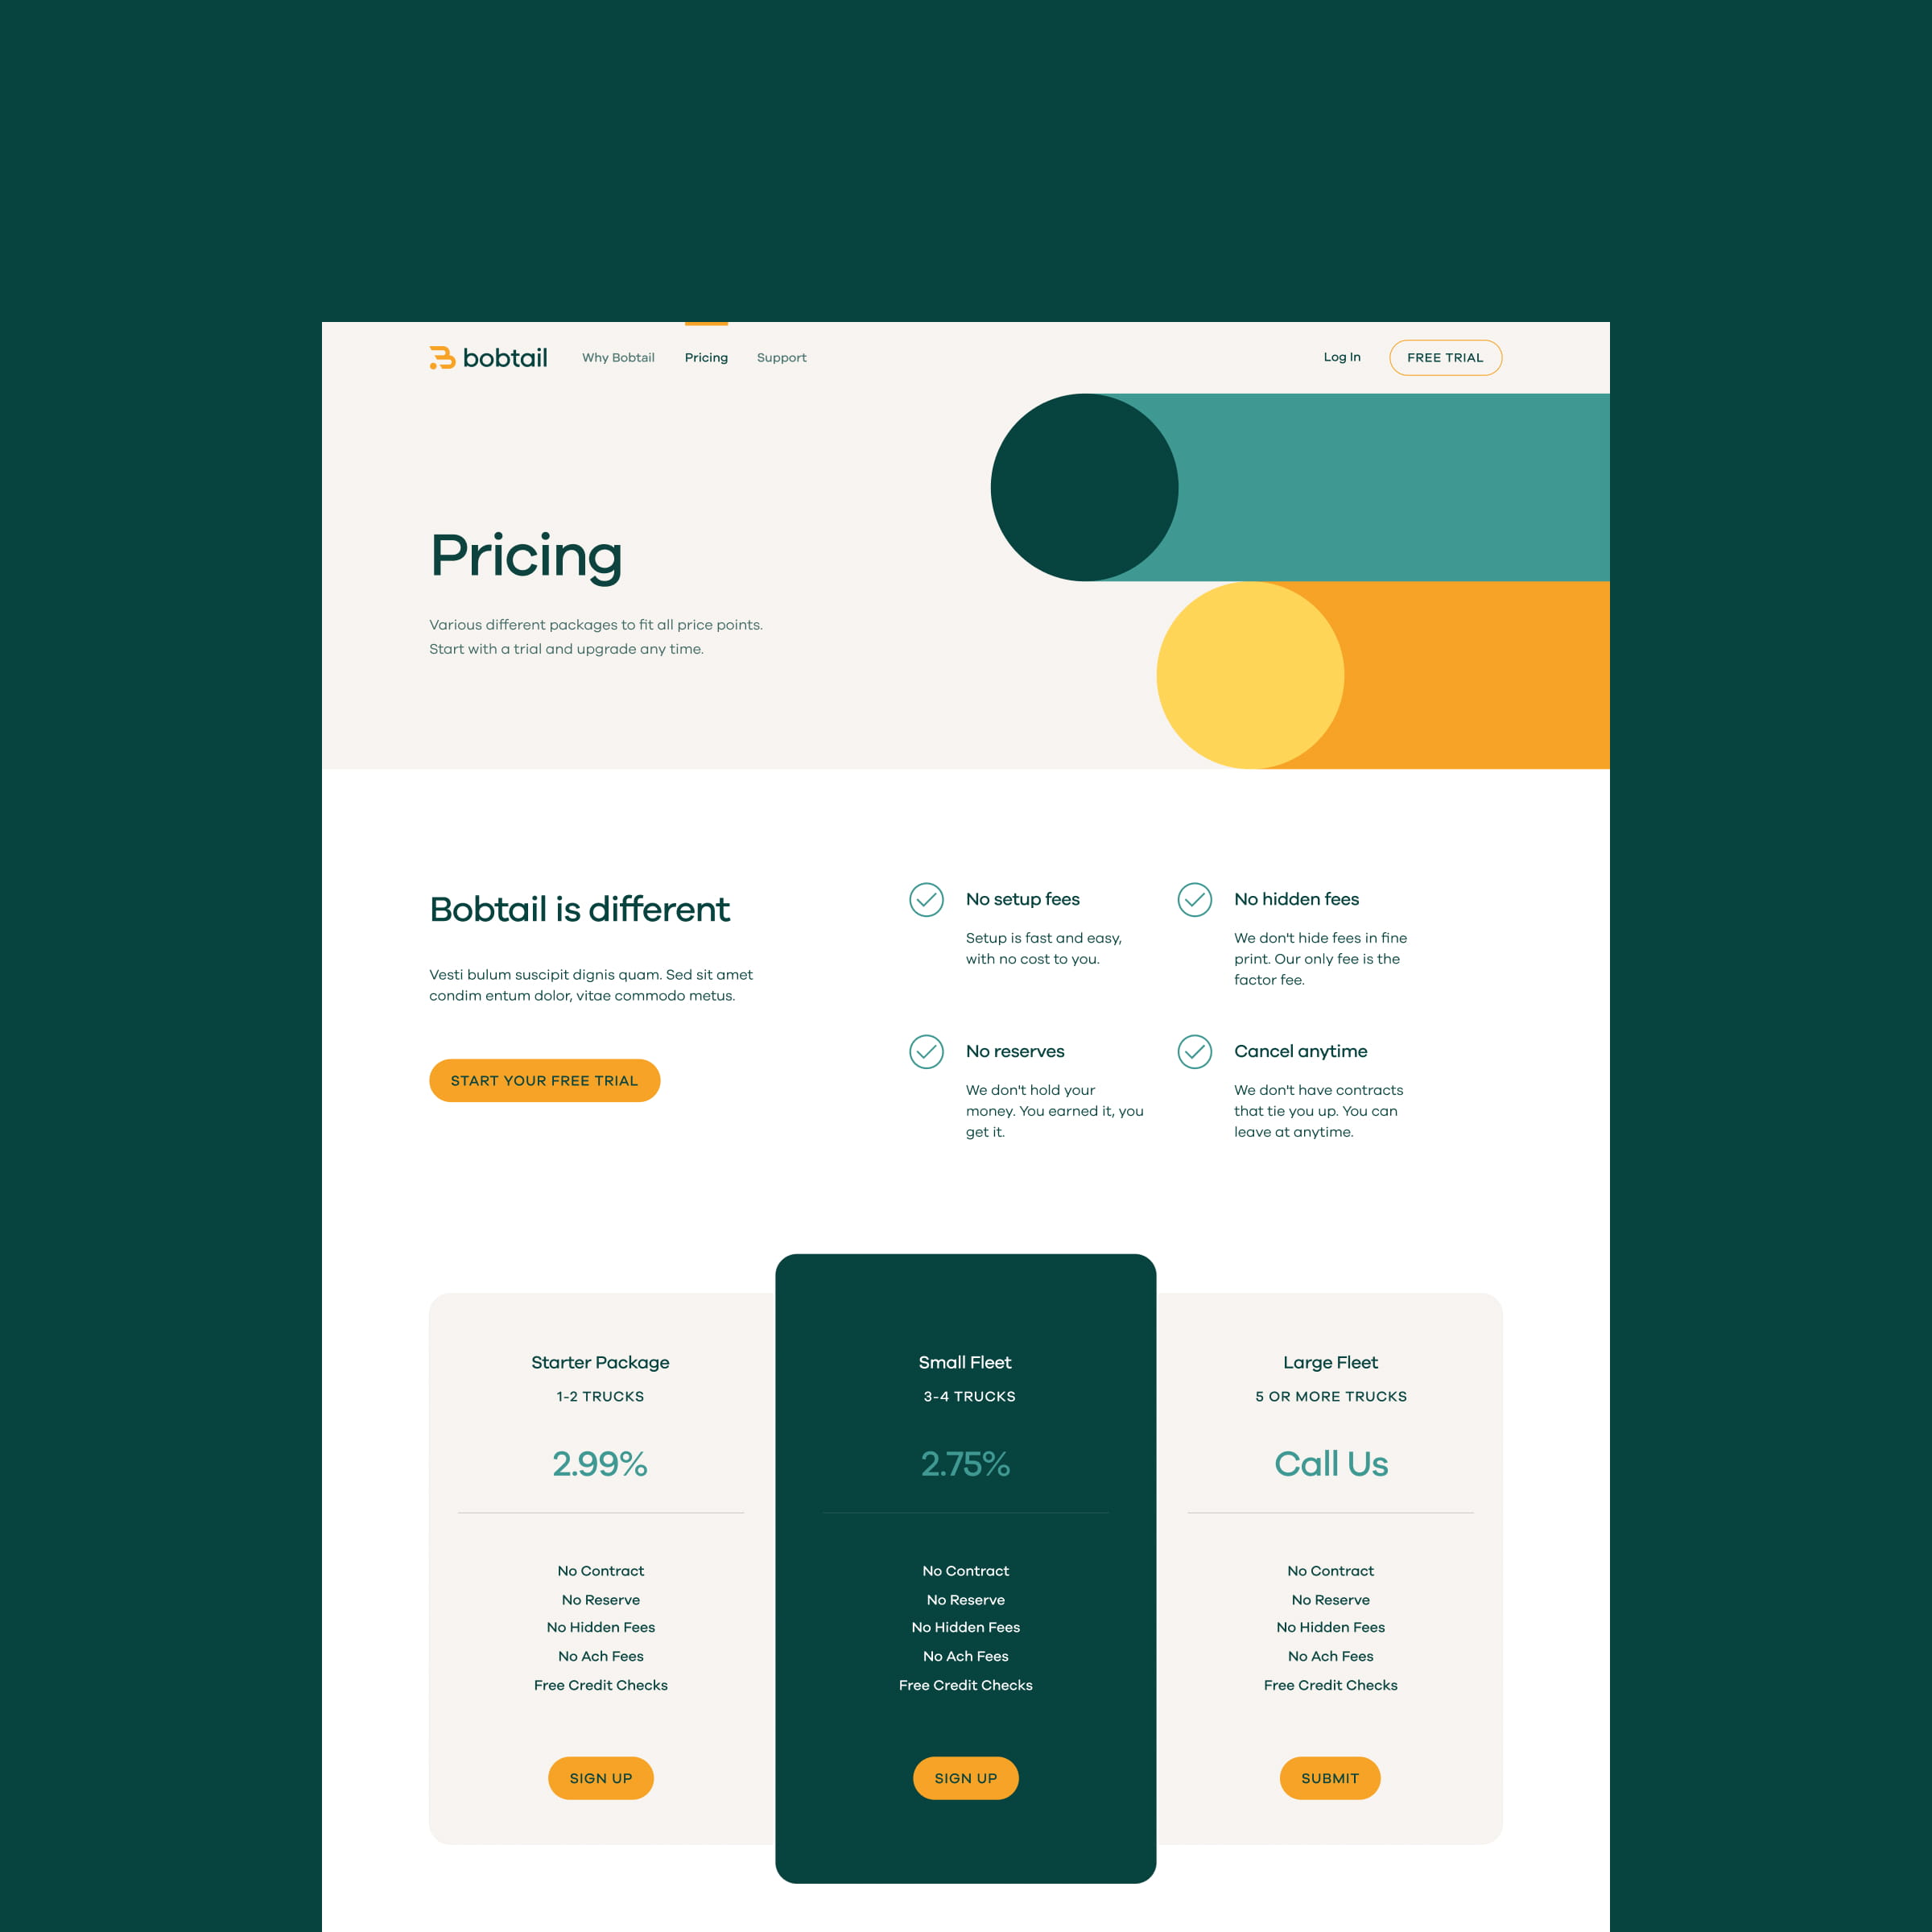 bobtail
Why Bobtail
Pricing
Support
Log In
FREE TRIAL
Pricing
Various different packages to fit all price points.
Start with a trial and upgrade any time.
Bobtail is different
Vesti bulum suscipit dignis quam. Sed sit amet
condim entum dolor, vitae commodo metus.
START YOUR FREE TRIAL
No setup fees
Setup is fast and easy,
with no cost to you.
No hidden fees
We don't hide fees in fine
print. Our only fee is the
factor fee.
No reserves
We don't hold your
money. You earned it, you
get it.
Cancel anytime
We don't have contracts
that tie you up. You can
leave at anytime.
Starter Package
1-2 TRUCKS
2.99%
No Contract
No Reserve
No Hidden Fees
No Ach Fees
Free Credit Checks
SIGN UP
Small Fleet
3-4 TRUCKS
2.75%
No Contract
No Reserve
No Hidden Fees
No Ach Fees
Free Credit Checks
SIGN UP
Large Fleet
5 OR MORE TRUCKS
Call Us
No Contract
No Reserve
No Hidden Fees
No Ach Fees
Free Credit Checks
SUBMIT